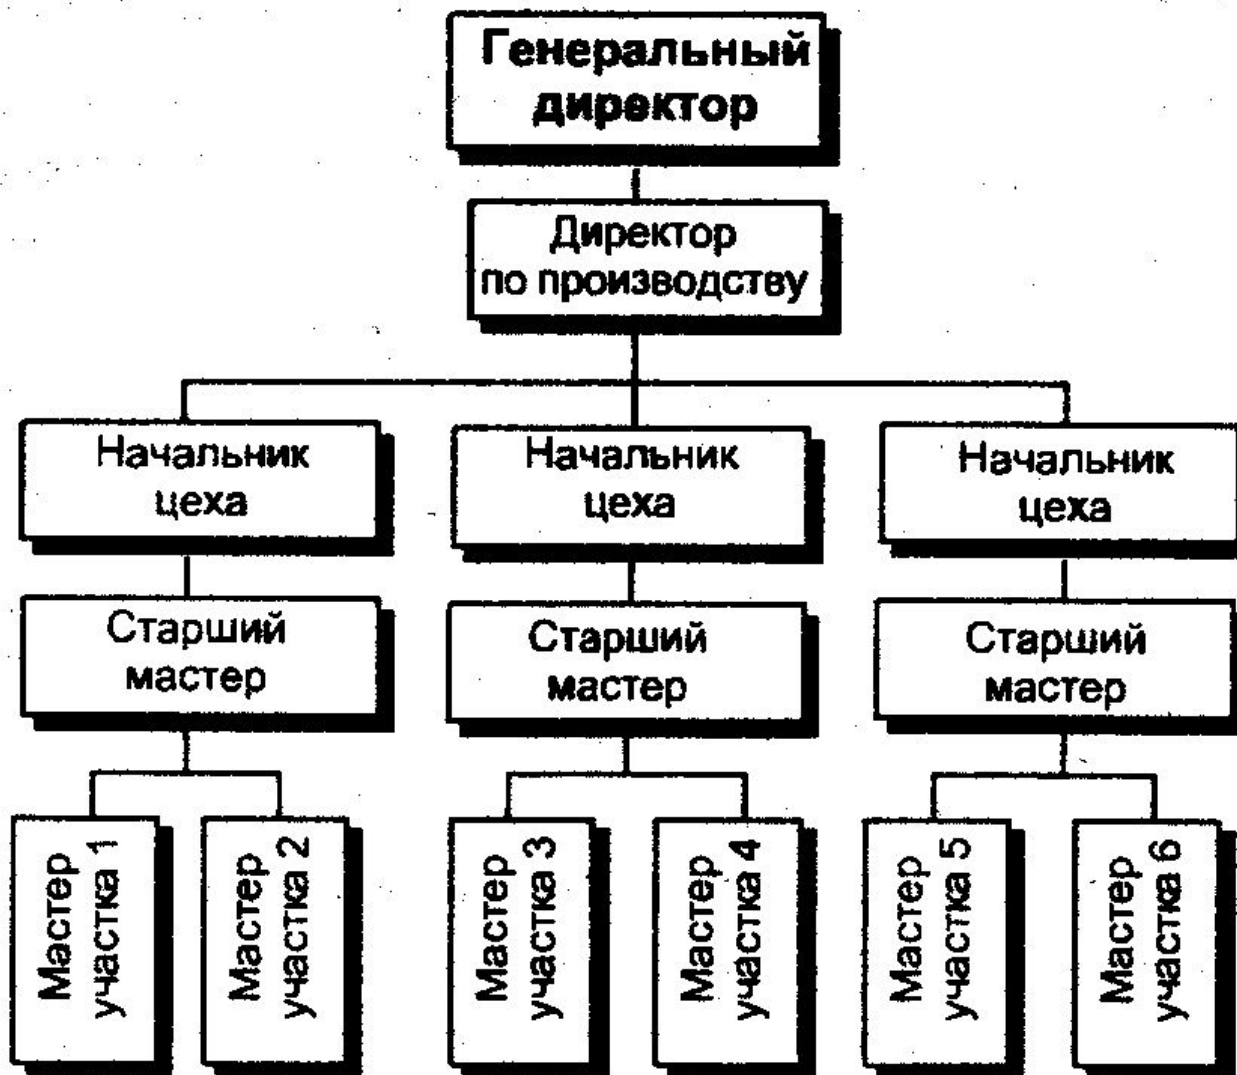 Генеральный
директор
Директор
по производству
Начальник
цеха
Начальник
цеха
Начальник
цеха
Старший
мастер
Старший
мастер
Старший
мастер
Мастер
участка 1
Мастер
участка 2
Мастер
участка 3
Мастер
участка 4
Мастер
участка 5
Мастер
участка 6